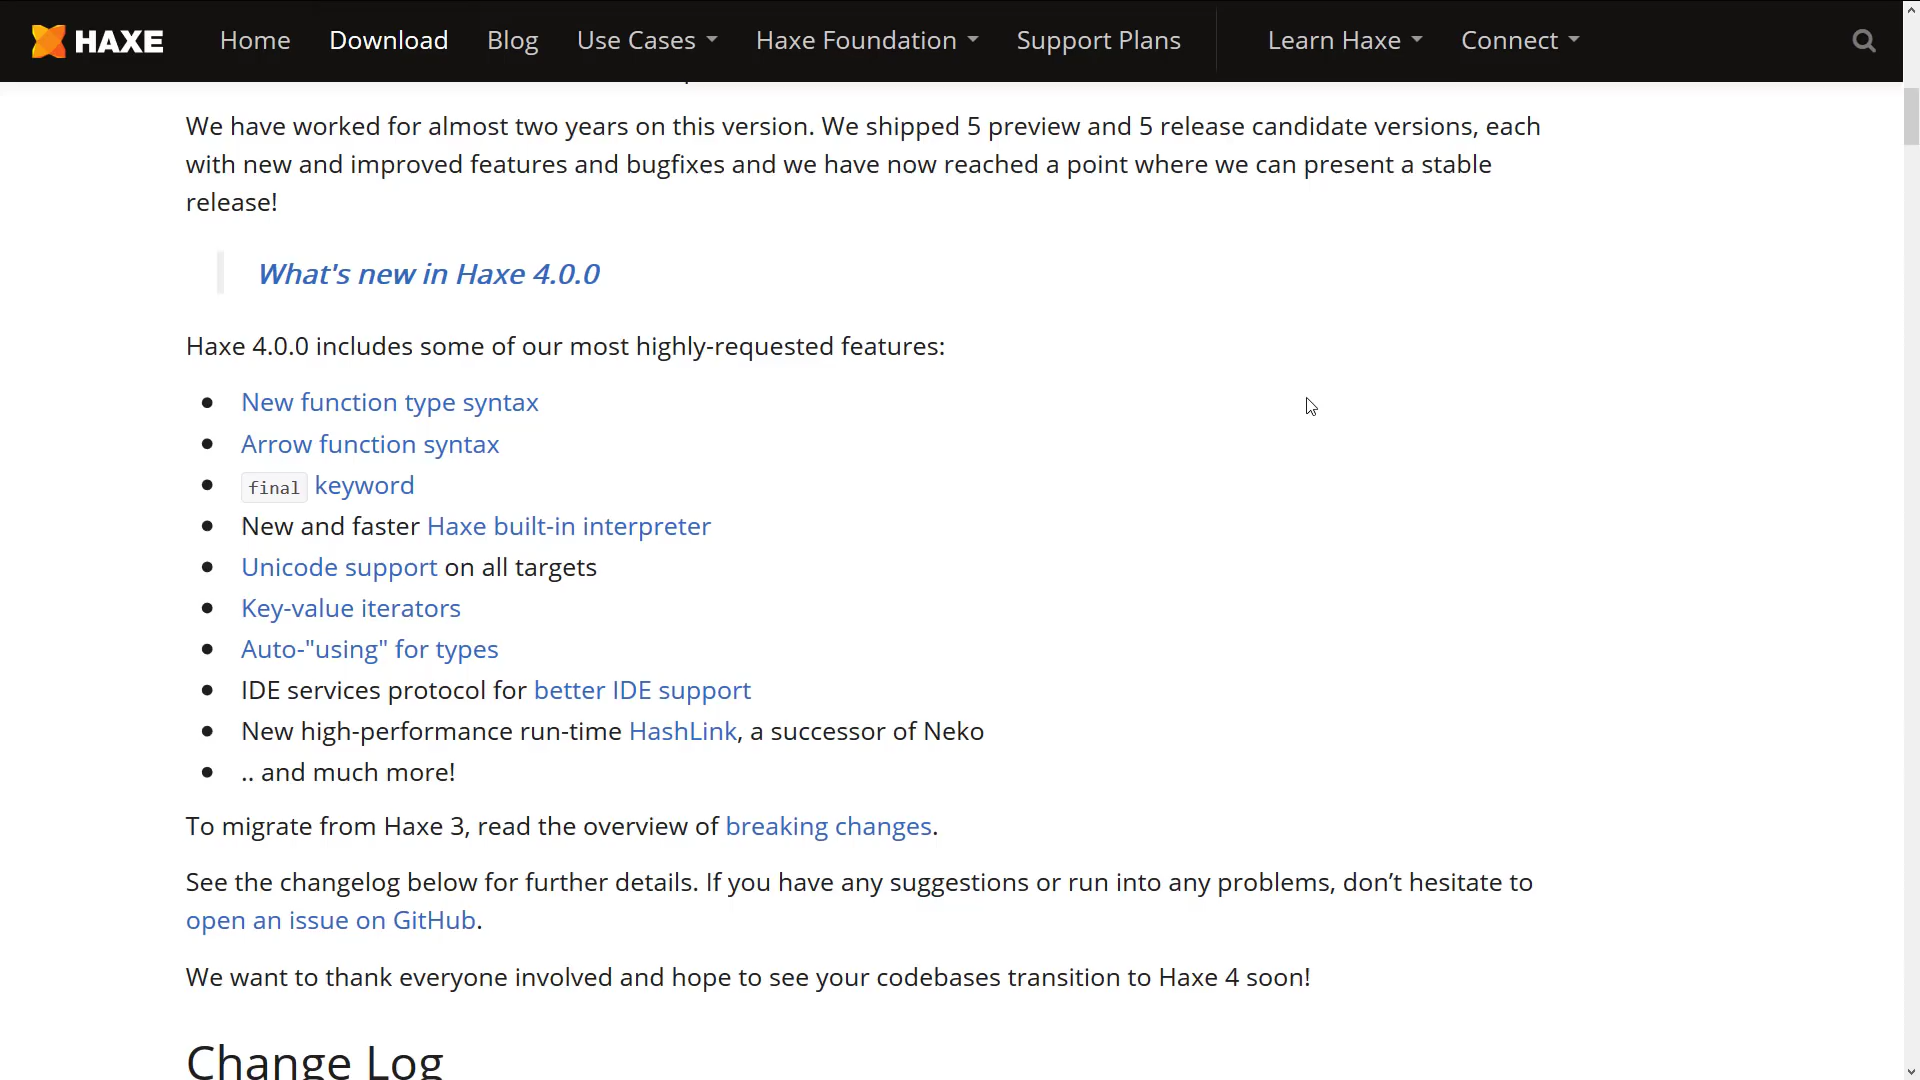 HAXE Home Download Blog Use Cases Haxe Foundation Support Plans Learn Haxe Connect
We have worked for almost two years on this version. We shipped 5 preview and 5 release candidate versions, each
with new and improved features and bugfixes and we have now reached a point where we can present a stable
release!
What's new in Haxe 4.0.0
Haxe 4.0.0 includes some of our most highly-requested features:
New function type syntax
Arrow function syntax
final keyword
New and faster Haxe built-in interpreter
Unicode support on all targets
Key-value iterators
Auto-"using" for types
IDE services protocol for better IDE support
New high-performance run-time HashLink, a successor of Neko
.. and much more!
To migrate from Haxe 3, read the overview of breaking changes.
See the changelog below for further details. If you have any suggestions or run into any problems, don’t hesitate to
open an issue on GitHub.
We want to thank everyone involved and hope to see your codebases transition to Haxe 4 soon!
Change Log